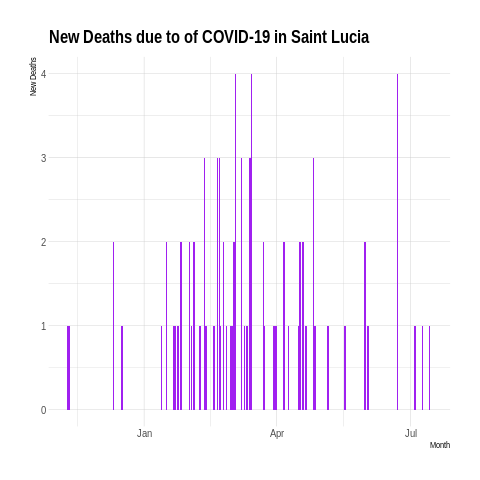 New Deaths due to of COVID-19 in Saint Lucia
New Deaths
4
3
2
1
0
Jan Apr Jul
Month